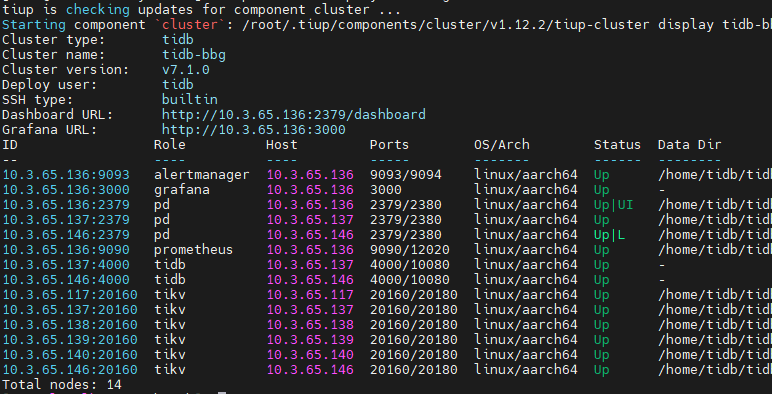 tiup is checking updates for component cluster ...
Starting component `cluster`: /root/.tiup/components/cluster/v1.12.2/tiup-cluster display tidb-bb
Cluster type:       tidb
Cluster name:       tidb-bbg
Cluster version:    v7.1.0
Deploy user:        tidb
SSH type:           builtin
Dashboard URL:      http://10.3.65.136:2379/dashboard
Grafana URL:        http://10.3.65.136:3000
ID                 Role          Host         Ports        OS/Arch        Status   Data Dir
--                 ----          ----         -----        -------        ------   --------
10.3.65.136:9093   alertmanager  10.3.65.136  9093/9094    linux/aarch64  Up       /home/tidb/tid
10.3.65.136:3000   grafana       10.3.65.136  3000         linux/aarch64  Up       -
10.3.65.136:2379   pd            10.3.65.136  2379/2380    linux/aarch64  Up|UI    /home/tidb/tid
10.3.65.137:2379   pd            10.3.65.137  2379/2380    linux/aarch64  Up       /home/tidb/tid
10.3.65.146:2379   pd            10.3.65.146  2379/2380    linux/aarch64  Up|L     /home/tidb/tid
10.3.65.136:9090   prometheus    10.3.65.136  9090/12020   linux/aarch64  Up       /home/tidb/tid
10.3.65.137:4000   tidb          10.3.65.137  4000/10080   linux/aarch64  Up       -
10.3.65.146:4000   tidb          10.3.65.146  4000/10080   linux/aarch64  Up       -
10.3.65.117:20160  tikv          10.3.65.117  20160/20180  linux/aarch64  Up       /home/tidb/tid
10.3.65.137:20160  tikv          10.3.65.137  20160/20180  linux/aarch64  Up       /home/tidb/tid
10.3.65.138:20160  tikv          10.3.65.138  20160/20180  linux/aarch64  Up       /home/tidb/tid
10.3.65.139:20160  tikv          10.3.65.139  20160/20180  linux/aarch64  Up       /home/tidb/tid
10.3.65.140:20160  tikv          10.3.65.140  20160/20180  linux/aarch64  Up       /home/tidb/tid
10.3.65.146:20160  tikv          10.3.65.146  20160/20180  linux/aarch64  Up       /home/tidb/tid
Total nodes: 14